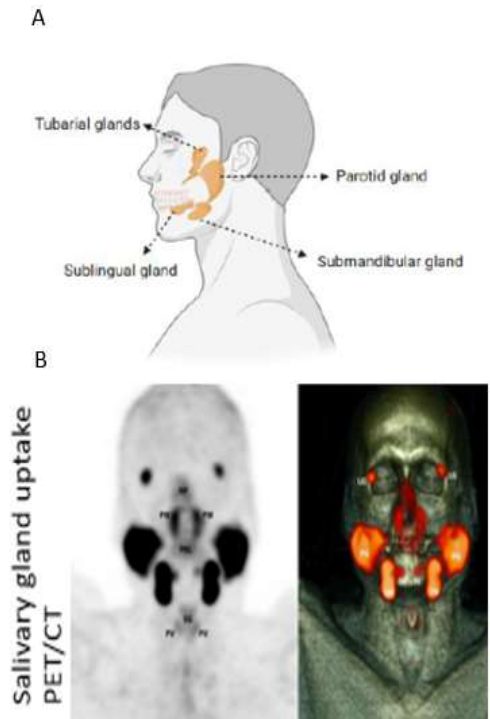 A
Tubarial glands
Parotid gland
Sublingual gland
Submandibular gland
B
Salivary gland uptake
PET/CT